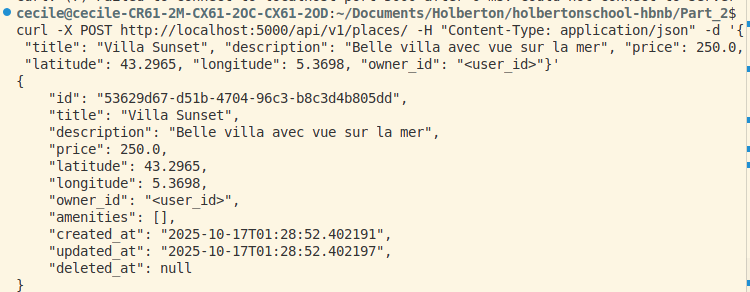 cecile@cecile-CR61-2M-CX61-2OC-CX61-2OD:~/Documents/Holberton/holbertonschool-hbnb/Part_2$
curl -X POST http://localhost:5000/api/v1/places/ -H "Content-Type: application/json" -d '{
"title": "Villa Sunset", "description": "Belle villa avec vue sur la mer", "price": 250.0,
"latitude": 43.2965, "longitude": 5.3698, "owner_id": "<user_id>"}'
{
    "id": "53629d67-d51b-4704-96c3-b8c3d4b805dd",
    "title": "Villa Sunset",
    "description": "Belle villa avec vue sur la mer",
    "price": 250.0,
    "latitude": 43.2965,
    "longitude": 5.3698,
    "owner_id": "<user_id>",
    "amenities": [],
    "created_at": "2025-10-17T01:28:52.402191",
    "updated_at": "2025-10-17T01:28:52.402197",
    "deleted_at": null
}